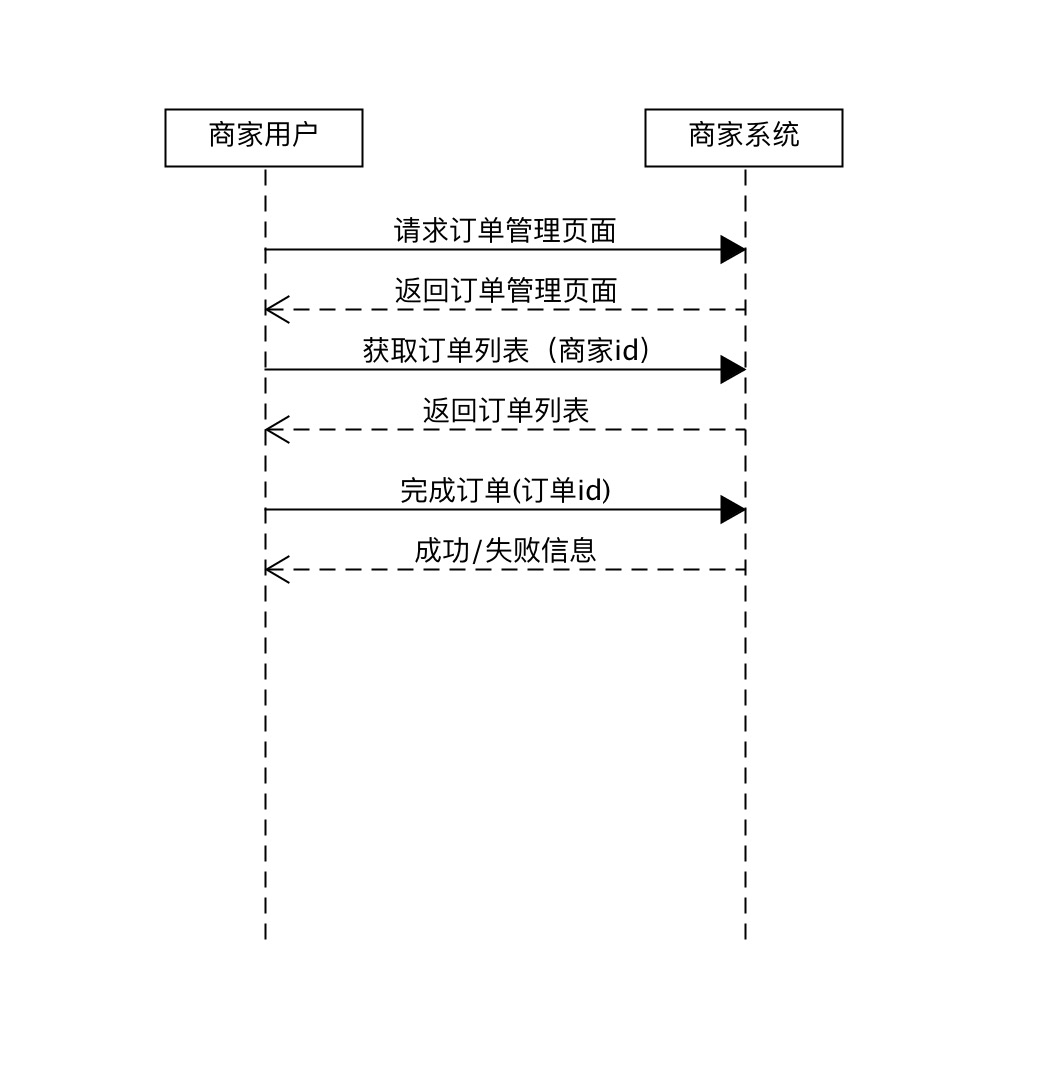 商家用户
商家系统
请求订单管理页面
返回订单管理页面
获取订单列表（商家id）
返回订单列表
完成订单(订单id)
成功/失败信息